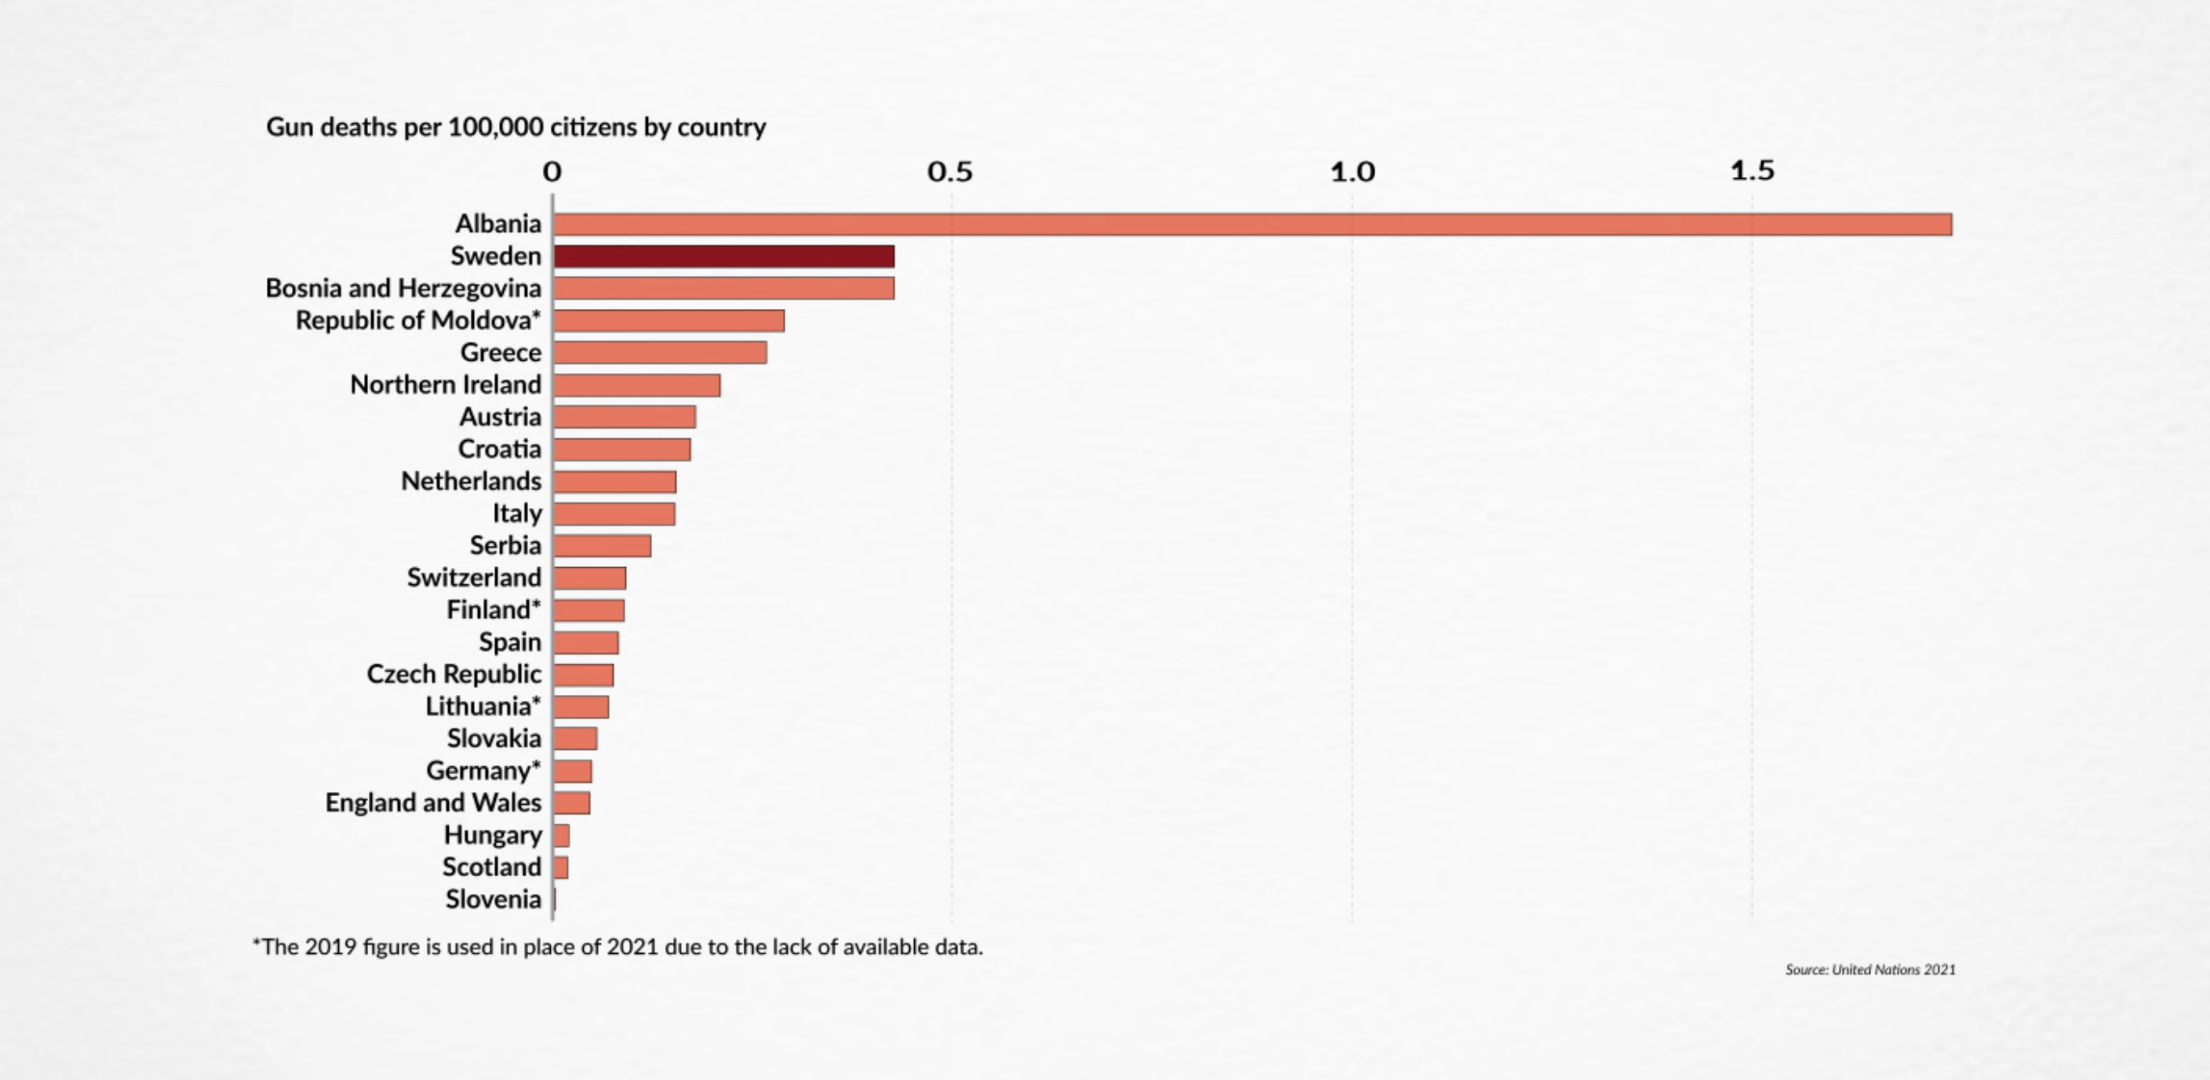 Gun deaths per 100,000 citizens by country
0 0.5 1.0 1.5
Albania
Sweden
Bosnia and Herzegovina
Republic of Moldova*
Greece
Northern Ireland
Austria
Croatia
Netherlands
Italy
Serbia
Switzerland
Finland*
Spain
Czech Republic
Lithuania*
Slovakia
Germany*
England and Wales
Hungary
Scotland
Slovenia
*The 2019 figure is used in place of 2021 due to the lack of available data.
Source: United Nations 2021